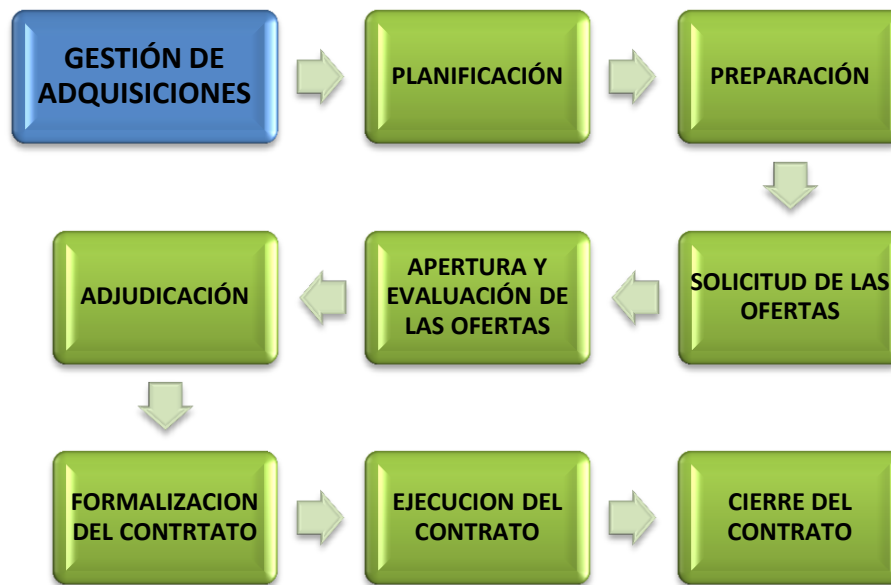 GESTIÓN DE
ADQUISICIONES
PLANIFICACIÓN
PREPARACIÓN
SOLICITUD DE LAS
OFERTAS
APERTURA Y
EVALUACIÓN DE
LAS OFERTAS
ADJUDICACIÓN
FORMALIZACION
DEL CONTRTATO
EJECUCION DEL
CONTRATO
CIERRE DEL
CONTRATO